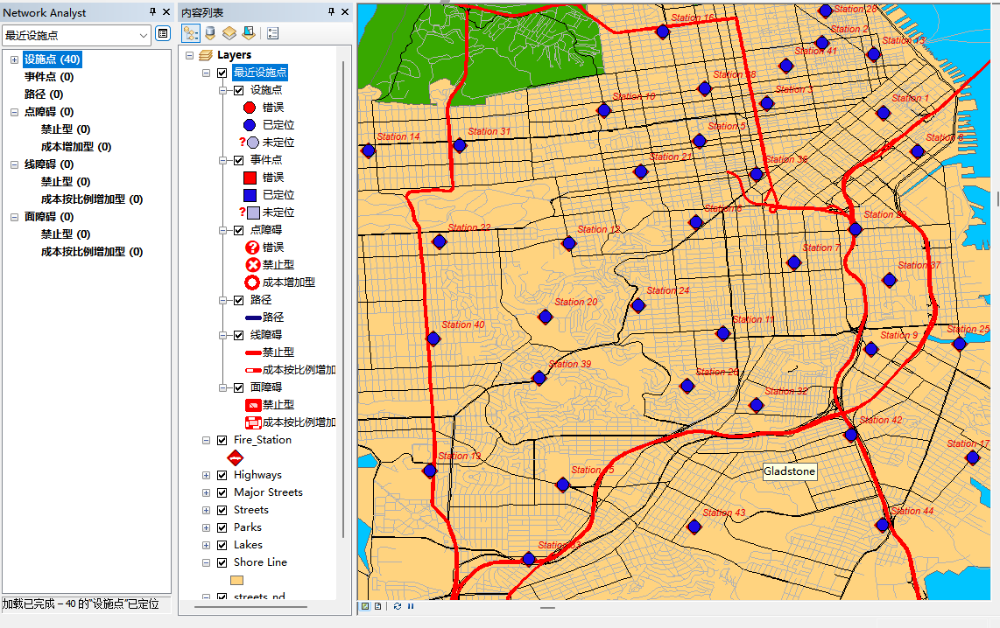 Network Analyst
最近设施点
设施点 (40)
事件点 (0)
路径 (0)
点障碍 (0)
禁止型 (0)
成本增加型 (0)
线障碍 (0)
禁止型 (0)
成本按比例增加型 (0)
面障碍 (0)
禁止型 (0)
成本按比例增加型 (0)
加载已完成 – 40 的"设施点"已定位
内容列表
Layers
最近设施点
设施点
错误
已定位
未定位
事件点
错误
已定位
未定位
点障碍
错误
禁止型
成本增加型
路径
路径
线障碍
禁止型
成本按比例增加
面障碍
禁止型
成本按比例增加
Fire_Station
Highways
Major Streets
Streets
Parks
Lakes
Shore Line
streets_nd
Station 28
Station 16
Station 2
Station 13
Station 41
Station 3
Station 10
Station 1
Station 5
Station 31
Station 14
Station 8
Station 21
Station 36
Station 6
Station 29
Station 22
Station 12
Station 7
Station 37
Station 24
Station 20
Station 11
Station 40
Station 25
Station 9
Station 39
Station 26
Station 32
Station 42
Station 17
Station 19
Station 15
Gladstone
Station 43
Station 44
Station 33